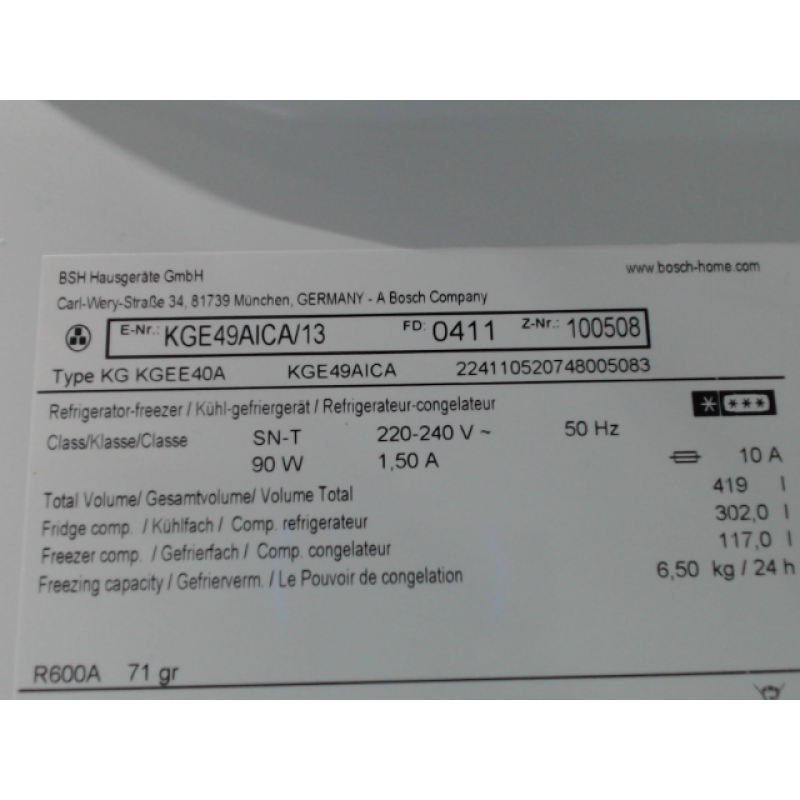 BSH Hausgeräte GmbH
www.bosch-home.com
Carl-Wery-Straße 34, 81739 München, GERMANY - A Bosch Company
E-Nr.: KGE49AICA/13 FD: 0411 Z-Nr.: 100508
Type KG KGEE40A KGE49AICA 224110520748005083
Refrigerator-freezer / Kühl-gefriergerät / Refrigerateur-congelateur
Class/Klasse/Classe SN-T 220-240 V ~ 50 Hz
90 W 1,50 A 10 A
Total Volume/ Gesamtvolume/ Volume Total 419 l
Fridge comp. / Kühlfach / Comp. refrigerateur 302,0 l
Freezer comp. / Gefrierfach / Comp. congelateur 117,0 l
Freezing capacity / Gefrierverm. / Le Pouvoir de congelation 6,50 kg / 24 h
R600A 71 gr